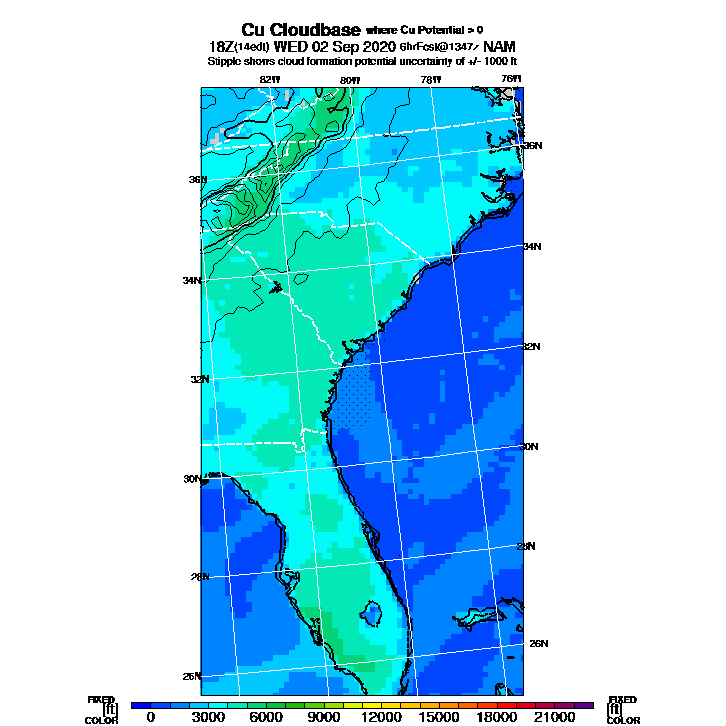 Cu Cloudbase where Cu Potential > 0
18Z(14edt) WED 02 Sep 2020 6hrFcst@1347z NAM
Stipple shows cloud formation potential uncertainty of +/- 1000 ft
82W 80W 78W 76W
36N
36N
34N
34N
32N
32N
30N
30N
28N
28N
26N
26N
FIXED
[ft]
COLOR
0 3000 6000 9000 12000 15000 18000 21000
FIXED
[ft]
COLOR